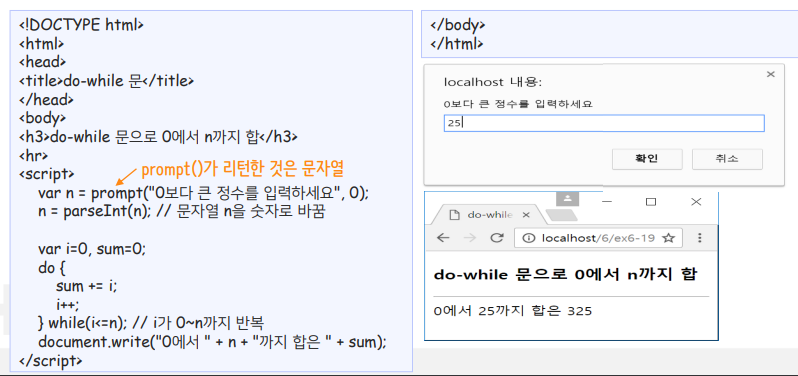 <!DOCTYPE html>
<html>
<head>
<title>do-while 문</title>
</head>
<body>
<h3>do-while 문으로 0에서 n까지 합</h3>
<hr>
<script>
prompt()가 리턴한 것은 문자열
var n = prompt("0보다 큰 정수를 입력하세요", 0);
n = parseInt(n); // 문자열 n을 숫자로 바꿈
var i=0, sum=0;
do {
sum += i;
i++;
} while(i<=n); // i가 0~n까지 반복
document.write("0에서 " + n + "까지 합은 " + sum);
</script>
</body>
</html>
localhost 내용:
0보다 큰 정수를 입력하세요
25
확인 취소
do-while
localhost/6/ex6-19
do-while 문으로 0에서 n까지 합
0에서 25까지 합은 325